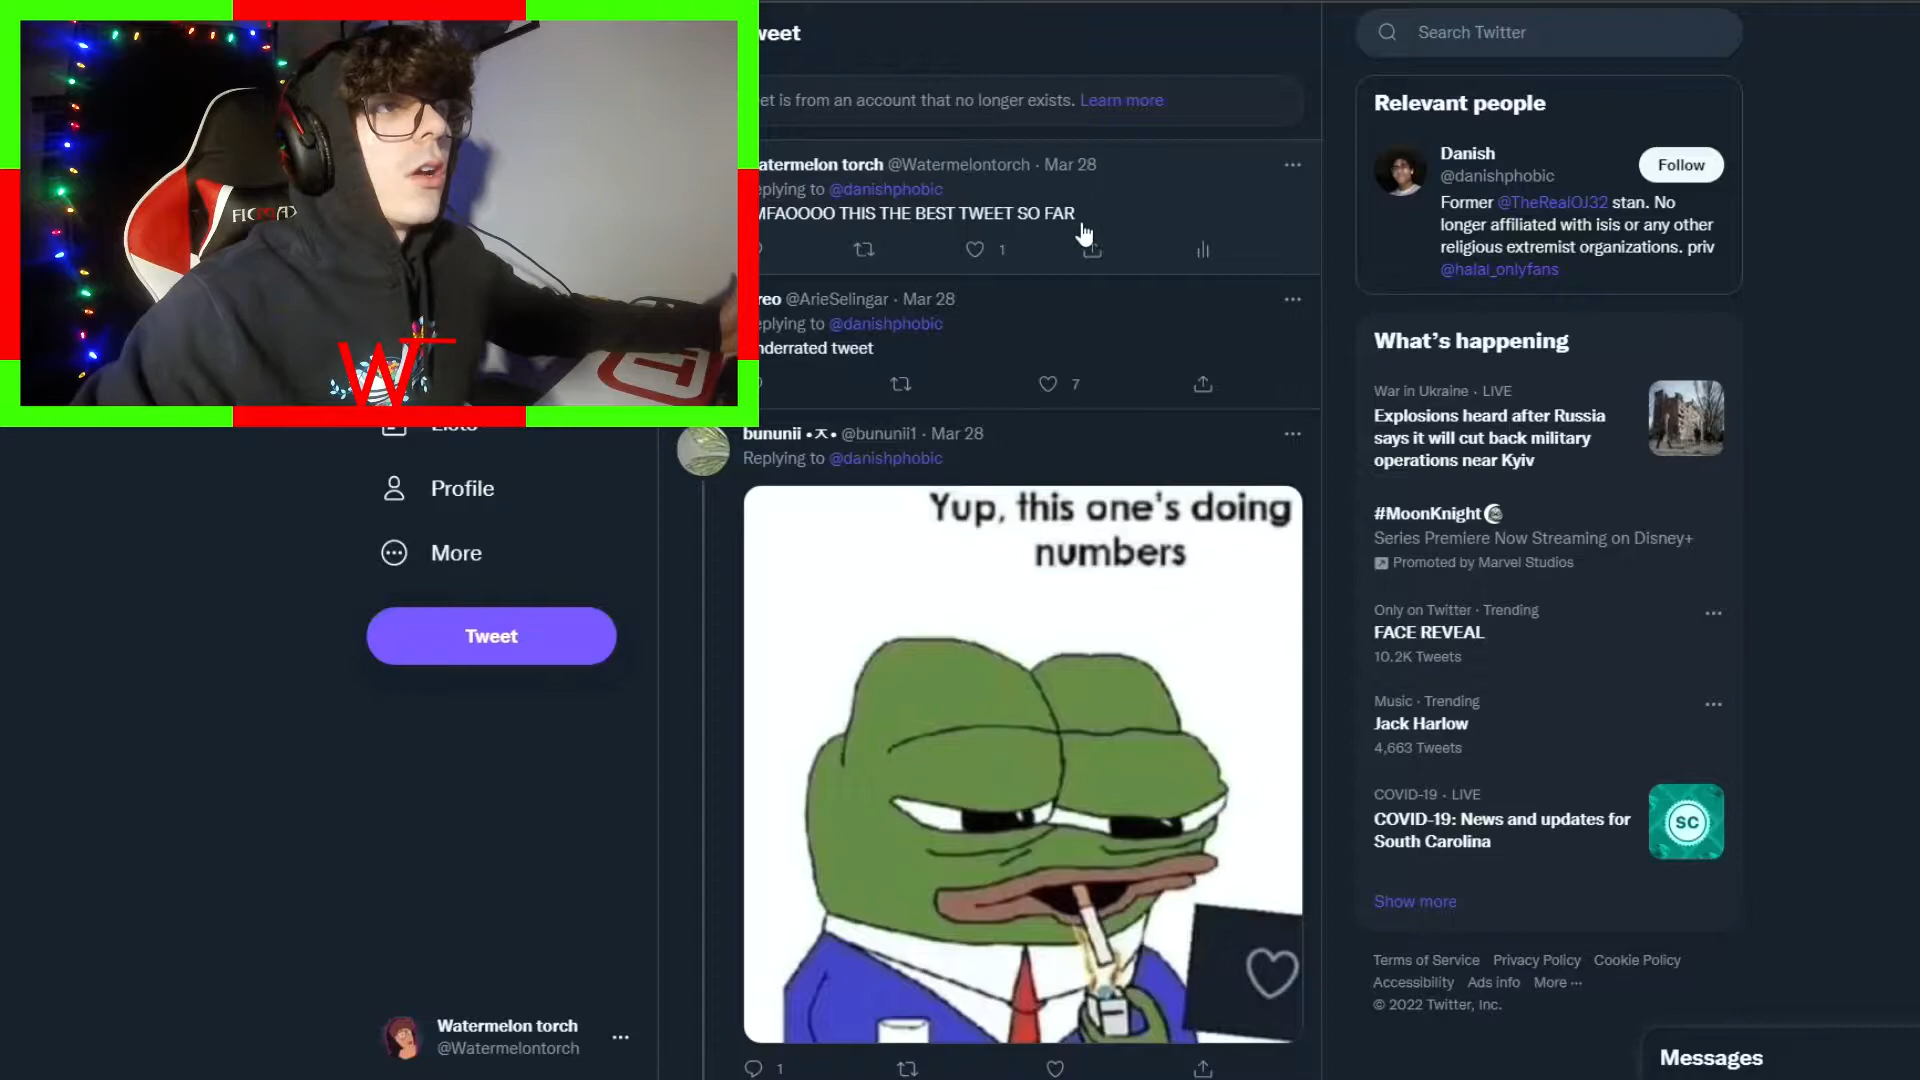 weet
Search Twitter
et is from an account that no longer exists. Learn more
Relevant people
Danish
@danishphobic
Follow
Former @TheRealOJ32 stan. No
longer affiliated with isis or any other
religious extremist organizations. priv
@halal_onlyfans
atermelon torch @Watermelontorch · Mar 28
eplying to @danishphobic
MFAOOOO THIS THE BEST TWEET SO FAR
1
reo @ArieSelingar · Mar 28
eplying to @danishphobic
nderrated tweet
7
WT
Lists
Profile
More
Tweet
bununii •ㅈ• @bununii1 · Mar 28
Replying to @danishphobic
Yup, this one's doing
numbers
1
What's happening
War in Ukraine · LIVE
Explosions heard after Russia
says it will cut back military
operations near Kyiv
#MoonKnight
Series Premiere Now Streaming on Disney+
Promoted by Marvel Studios
Only on Twitter · Trending
FACE REVEAL
10.2K Tweets
Music · Trending
Jack Harlow
4,663 Tweets
COVID-19 · LIVE
COVID-19: News and updates for
South Carolina
SC
Show more
Terms of Service Privacy Policy Cookie Policy
Accessibility Ads info More ···
© 2022 Twitter, Inc.
Watermelon torch
@Watermelontorch
Messages